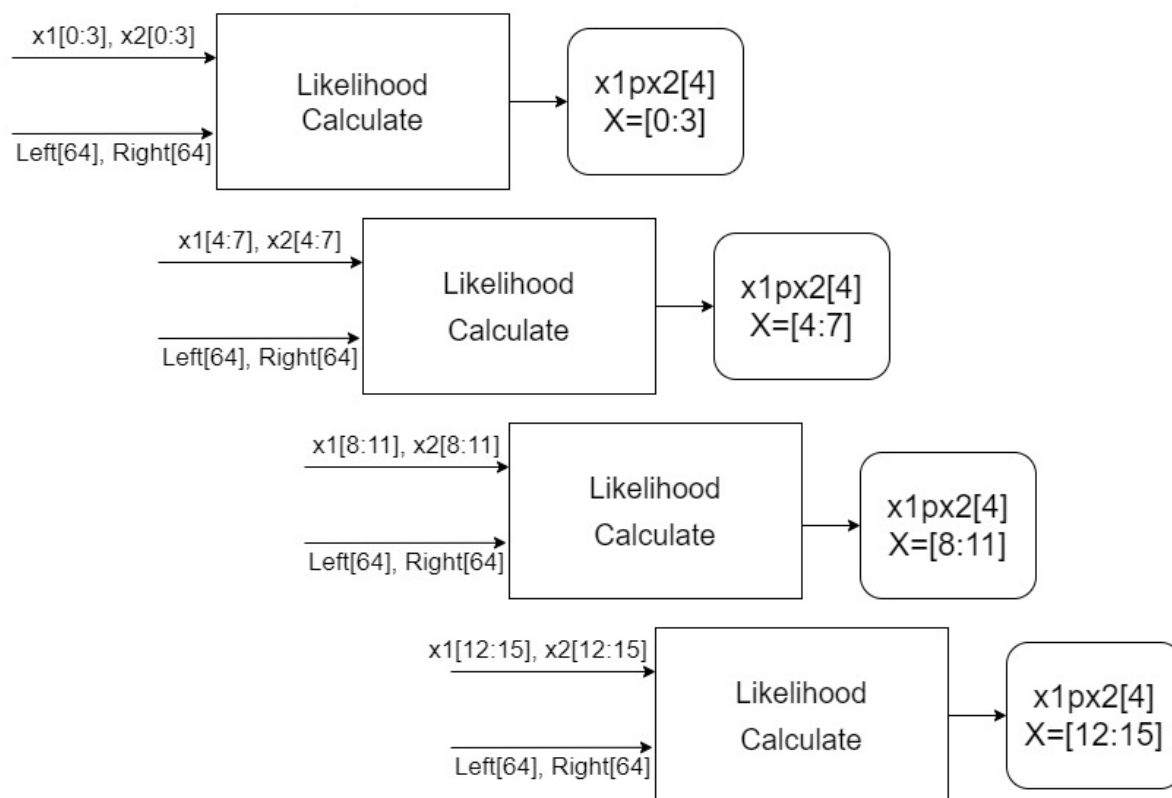 x1[0:3], x2[0:3]
Left[64], Right[64]
Likelihood
Calculate
x1px2[4]
X=[0:3]
x1[4:7], x2[4:7]
Left[64], Right[64]
Likelihood
Calculate
x1px2[4]
X=[4:7]
x1[8:11], x2[8:11]
Left[64], Right[64]
Likelihood
Calculate
x1px2[4]
X=[8:11]
x1[12:15], x2[12:15]
Left[64], Right[64]
Likelihood
Calculate
x1px2[4]
X=[12:15]